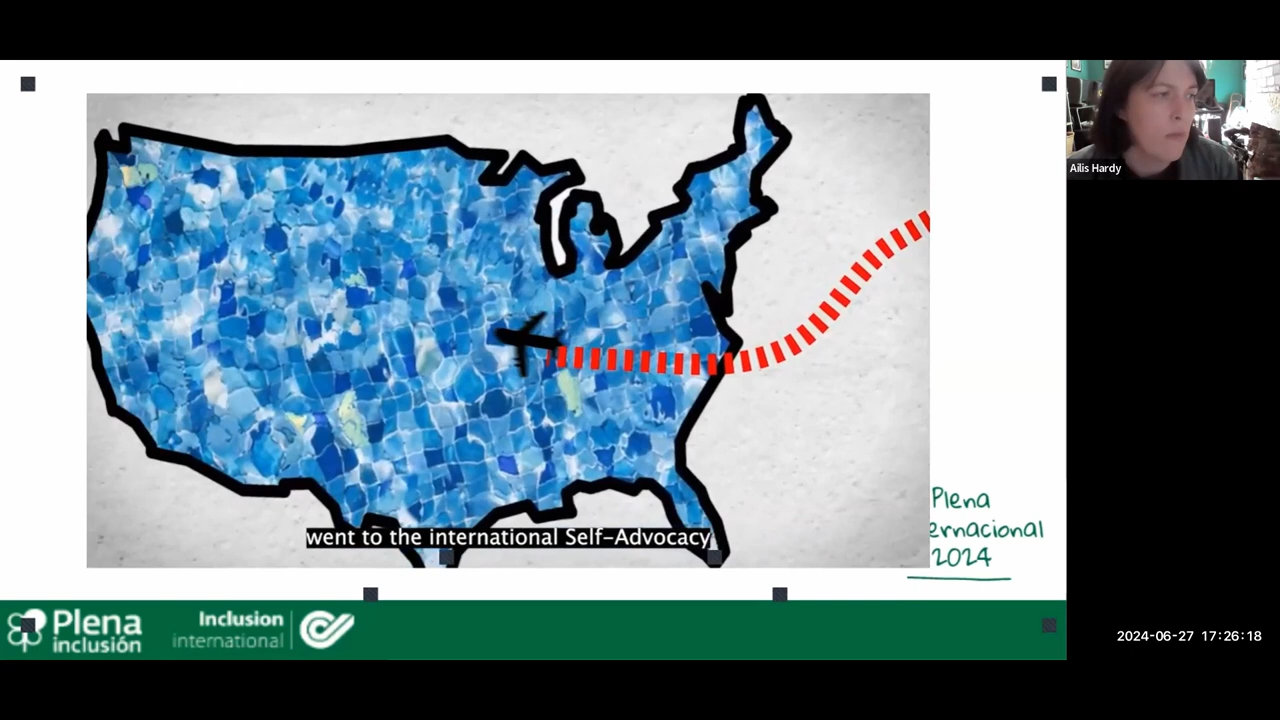 Ailis Hardy
went to the international Self-Advocacy
Plena
ernacional
2024
Plena
inclusión
Inclusion
international
2024-06-27 17:26:18